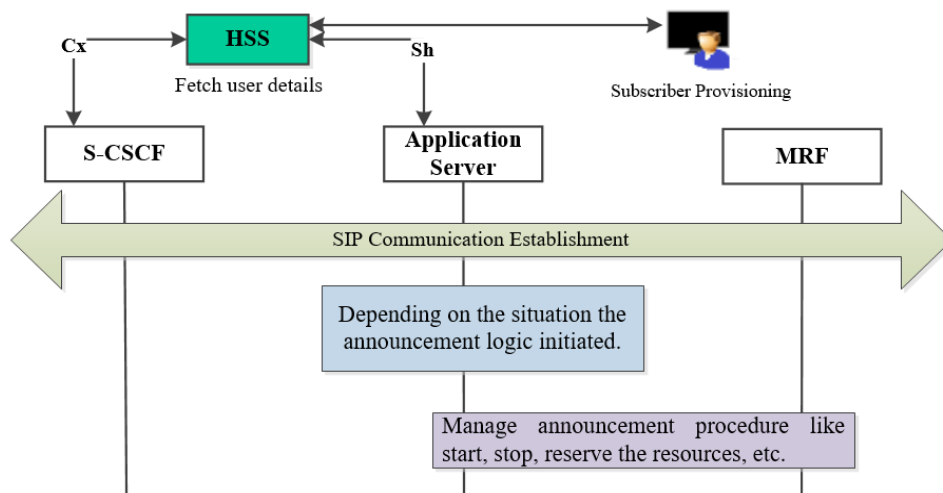 HSS
Cx
Sh
Fetch user details
Subscriber Provisioning
S-CSCF
Application
Server
MRF
SIP Communication Establishment
Depending on the situation the
announcement logic initiated.
Manage announcement procedure like
start, stop, reserve the resources, etc.